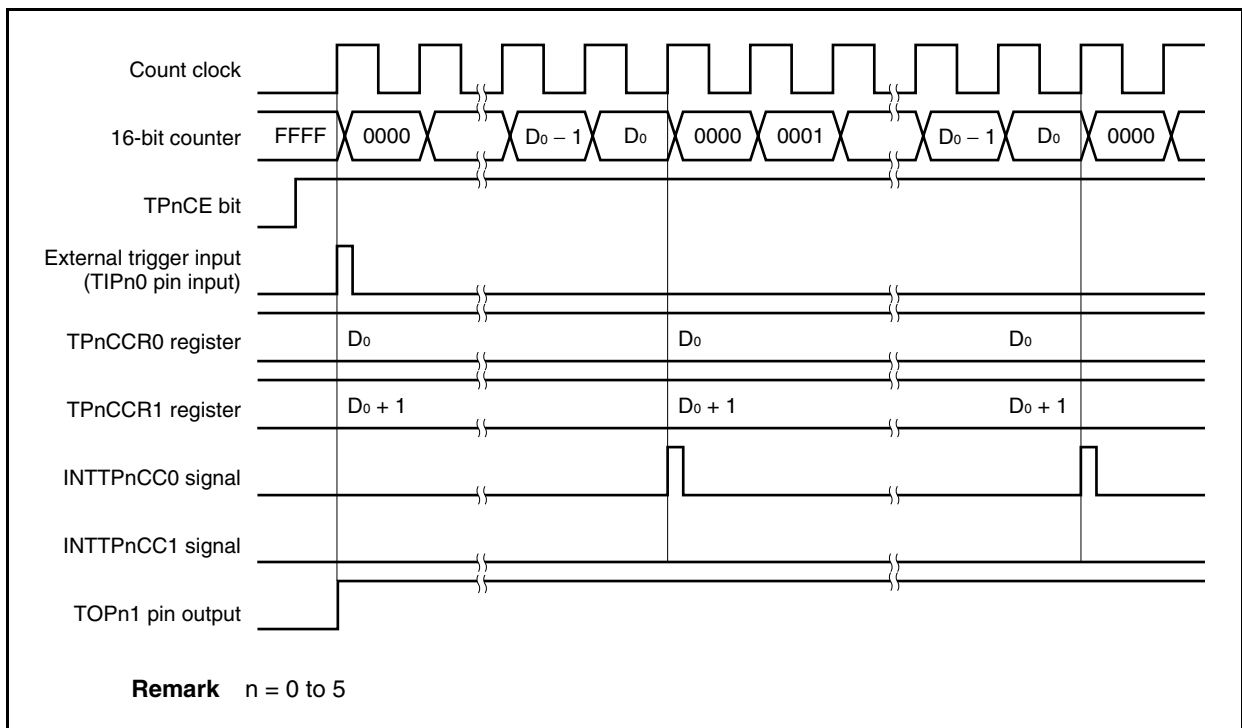 Count clock
16-bit counter FFFF 0000 D₀ − 1 D₀ 0000 0001 D₀ − 1 D₀ 0000
TPnCE bit
External trigger input
(TIPn0 pin input)
TPnCCR0 register D₀ D₀ D₀
TPnCCR1 register D₀ + 1 D₀ + 1 D₀ + 1
INTTPnCC0 signal
INTTPnCC1 signal
TOPn1 pin output
Remark n = 0 to 5